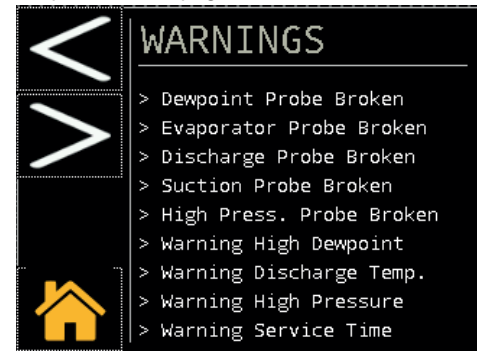 WARNINGS
> Dewpoint Probe Broken
> Evaporator Probe Broken
> Discharge Probe Broken
> Suction Probe Broken
> High Press. Probe Broken
> Warning High Dewpoint
> Warning Discharge Temp.
> Warning High Pressure
> Warning Service Time